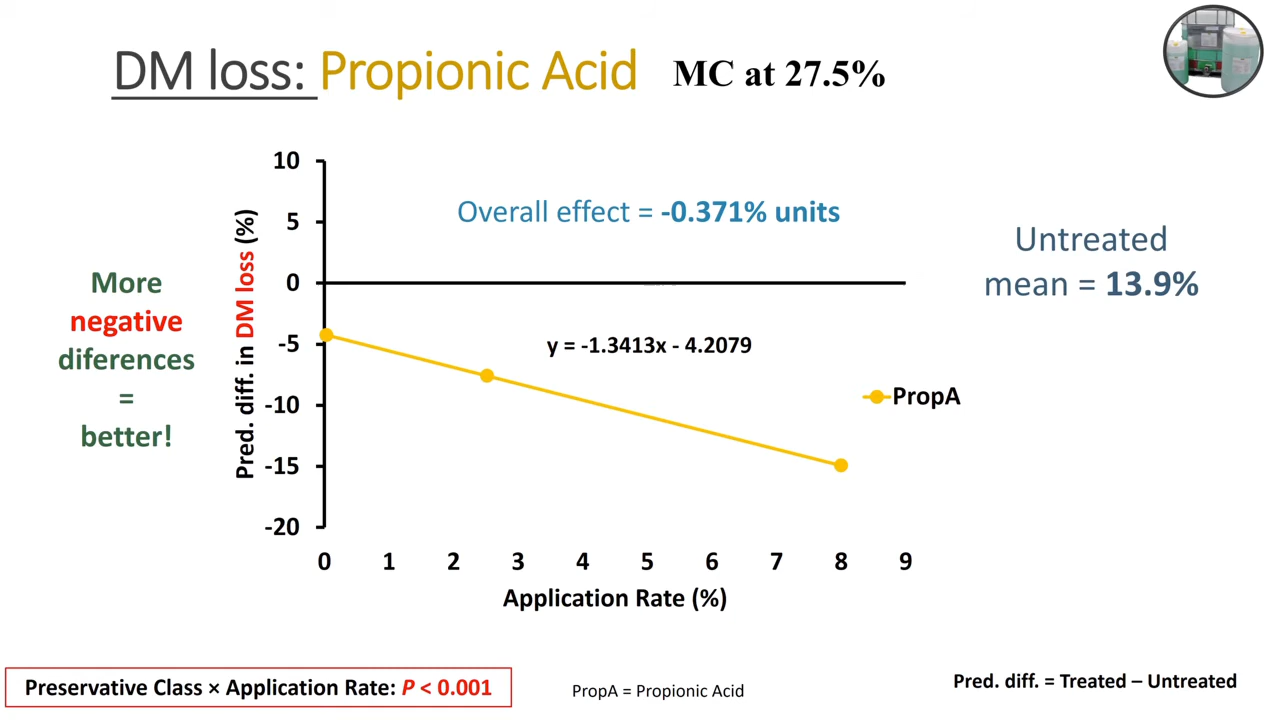 DM loss: Propionic Acid MC at 27.5%
Overall effect = -0.371% units
Untreated
mean = 13.9%
More
negative
diferences
=
better!
Pred. diff. in DM loss (%)
10
5
0
-5
-10
-15
-20
y = -1.3413x - 4.2079
PropA
0 1 2 3 4 5 6 7 8 9
Application Rate (%)
Preservative Class × Application Rate: P < 0.001
PropA = Propionic Acid
Pred. diff. = Treated – Untreated